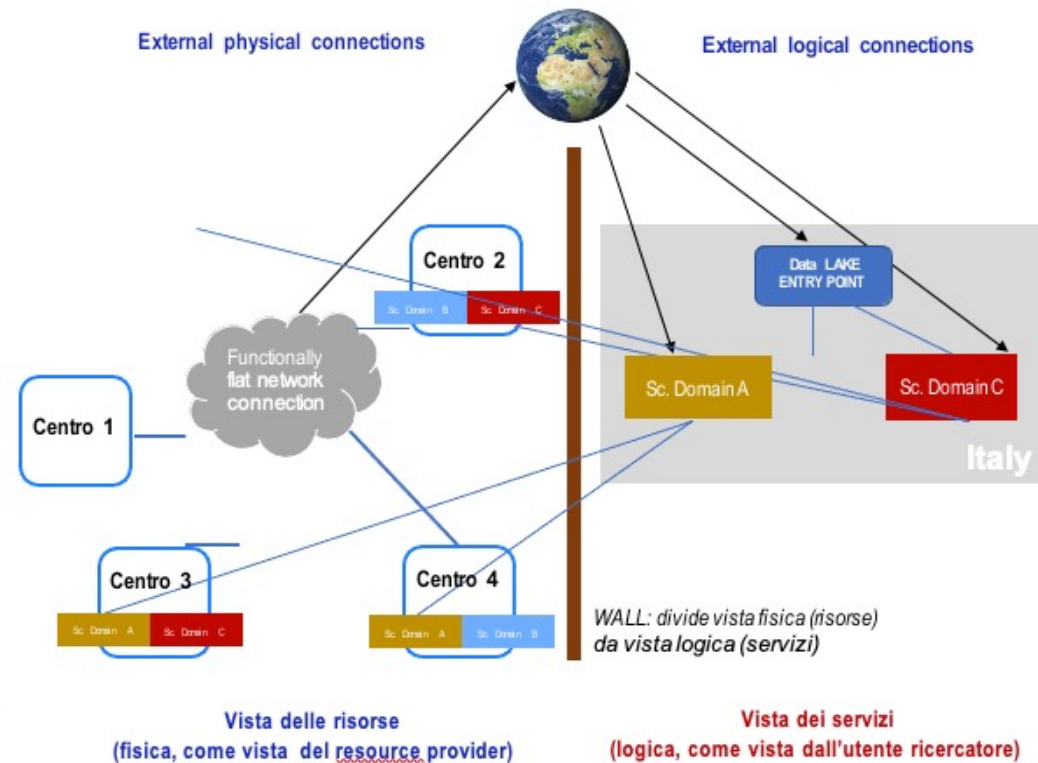 External physical connections
External logical connections
Centro 2
Sc. Domain B
Sc. Domain C
Data LAKE
ENTRY POINT
Functionally
flat network
connection
Sc. Domain A
Sc. Domain C
Centro 1
Italy
Centro 3
Sc. Domain A
Sc. Domain C
Centro 4
Sc. Domain A
Sc. Domain B
WALL: divide vista fisica (risorse)
da vista logica (servizi)
Vista delle risorse
(fisica, come vista del resource provider)
Vista dei servizi
(logica, come vista dall'utente ricercatore)